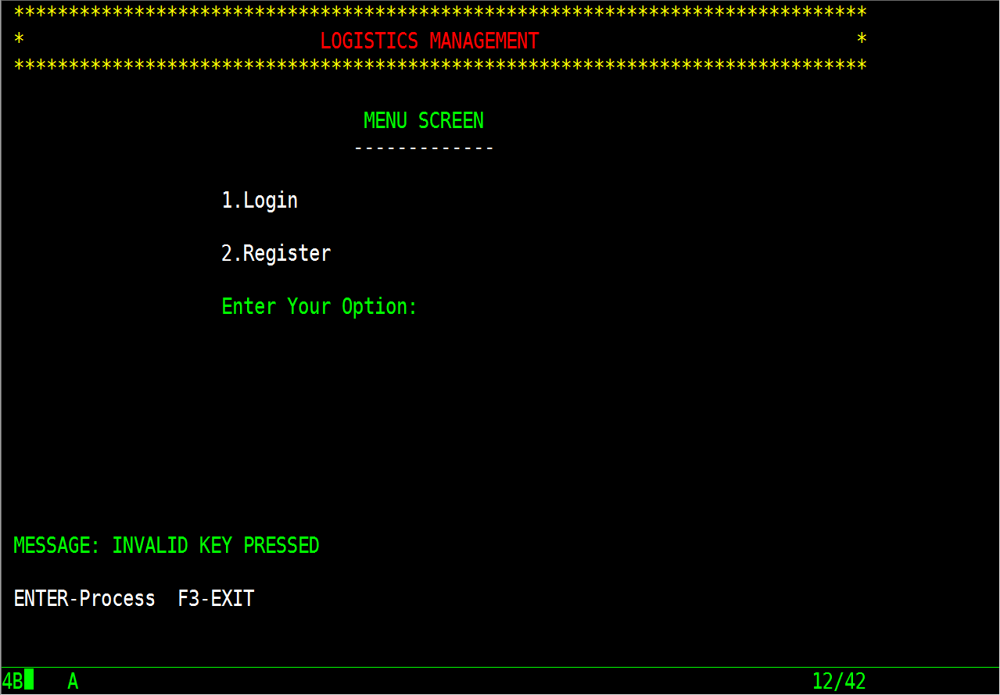 ******************************************************************************
* LOGISTICS MANAGEMENT *
******************************************************************************
MENU SCREEN
-------------
1.Login
2.Register
Enter Your Option:
MESSAGE: INVALID KEY PRESSED
ENTER-Process F3-EXIT
4B A 12/42